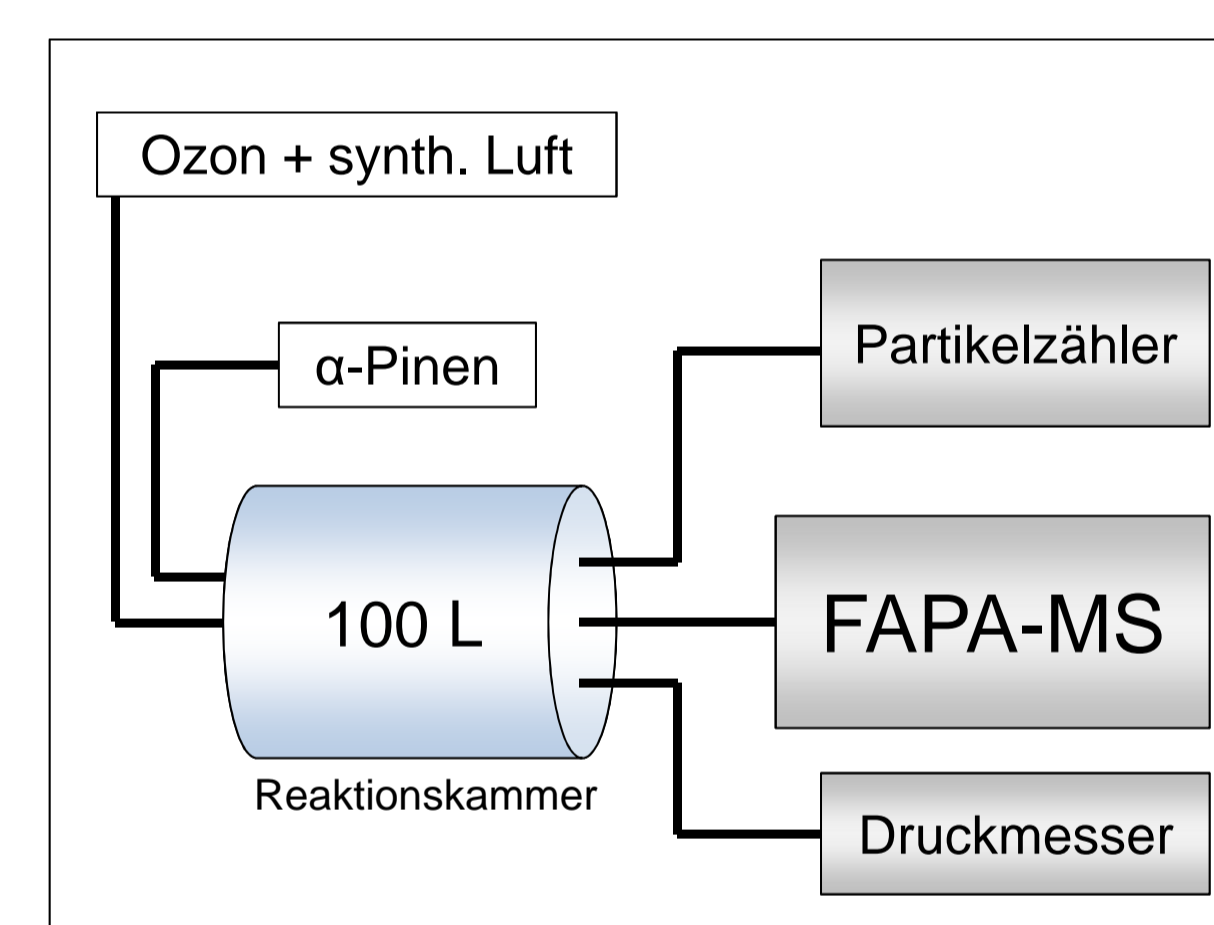 Ozon + synth. Luft
α-Pinen
Partikelzähler
100 L
FAPA-MS
Reaktionskammer
Druckmesser